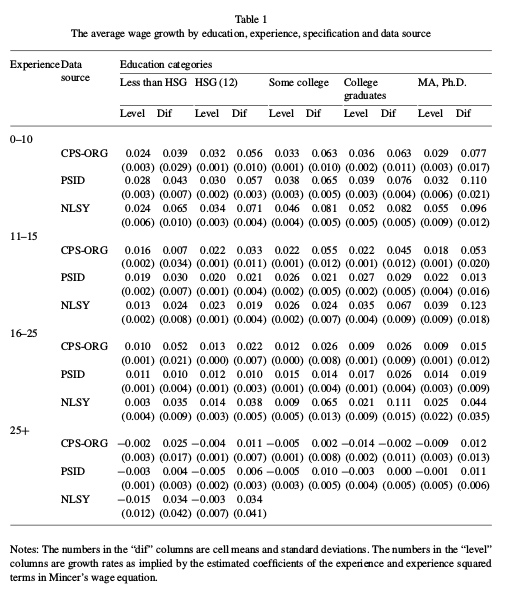 Table 1
The average wage growth by education, experience, specification and data source
Experience Data source Education categories
Less than HSG HSG (12) Some college College graduates MA, Ph.D.
Level Dif Level Dif Level Dif Level Dif Level Dif
0–10
CPS-ORG 0.024 0.039 0.032 0.056 0.033 0.063 0.036 0.063 0.029 0.077
(0.003) (0.029) (0.001) (0.010) (0.001) (0.010) (0.002) (0.011) (0.003) (0.017)
PSID 0.028 0.043 0.030 0.057 0.038 0.065 0.039 0.076 0.032 0.110
(0.003) (0.007) (0.002) (0.003) (0.003) (0.005) (0.003) (0.004) (0.006) (0.021)
NLSY 0.024 0.065 0.034 0.071 0.046 0.081 0.052 0.082 0.055 0.096
(0.006) (0.010) (0.003) (0.004) (0.004) (0.005) (0.005) (0.005) (0.009) (0.012)
11–15
CPS-ORG 0.016 0.007 0.022 0.033 0.022 0.055 0.022 0.045 0.018 0.053
(0.002) (0.034) (0.001) (0.011) (0.001) (0.012) (0.001) (0.012) (0.001) (0.020)
PSID 0.019 0.030 0.020 0.021 0.026 0.021 0.027 0.029 0.022 0.013
(0.002) (0.007) (0.001) (0.004) (0.002) (0.005) (0.002) (0.005) (0.004) (0.016)
NLSY 0.013 0.024 0.023 0.019 0.026 0.024 0.035 0.067 0.039 0.123
(0.002) (0.008) (0.001) (0.004) (0.002) (0.007) (0.004) (0.009) (0.009) (0.018)
16–25
CPS-ORG 0.010 0.052 0.013 0.022 0.012 0.026 0.009 0.026 0.009 0.015
(0.001) (0.021) (0.000) (0.007) (0.000) (0.008) (0.001) (0.009) (0.001) (0.012)
PSID 0.011 0.010 0.012 0.010 0.015 0.014 0.017 0.026 0.014 0.019
(0.001) (0.004) (0.001) (0.003) (0.001) (0.004) (0.001) (0.004) (0.003) (0.009)
NLSY 0.003 0.035 0.014 0.038 0.009 0.065 0.021 0.111 0.025 0.044
(0.004) (0.009) (0.003) (0.005) (0.005) (0.013) (0.009) (0.015) (0.022) (0.035)
25+
CPS-ORG −0.002 0.025 −0.004 0.011 −0.005 0.002 −0.014 −0.002 −0.009 0.012
(0.003) (0.017) (0.001) (0.007) (0.001) (0.008) (0.002) (0.011) (0.003) (0.013)
PSID −0.003 0.004 −0.005 0.006 −0.005 0.010 −0.003 0.000 −0.001 0.011
(0.001) (0.003) (0.002) (0.003) (0.003) (0.005) (0.004) (0.005) (0.005) (0.006)
NLSY −0.015 0.034 −0.003 0.034
(0.012) (0.042) (0.007) (0.041)
Notes: The numbers in the “dif” columns are cell means and standard deviations. The numbers in the “level”
columns are growth rates as implied by the estimated coefficients of the experience and experience squared
terms in Mincer’s wage equation.